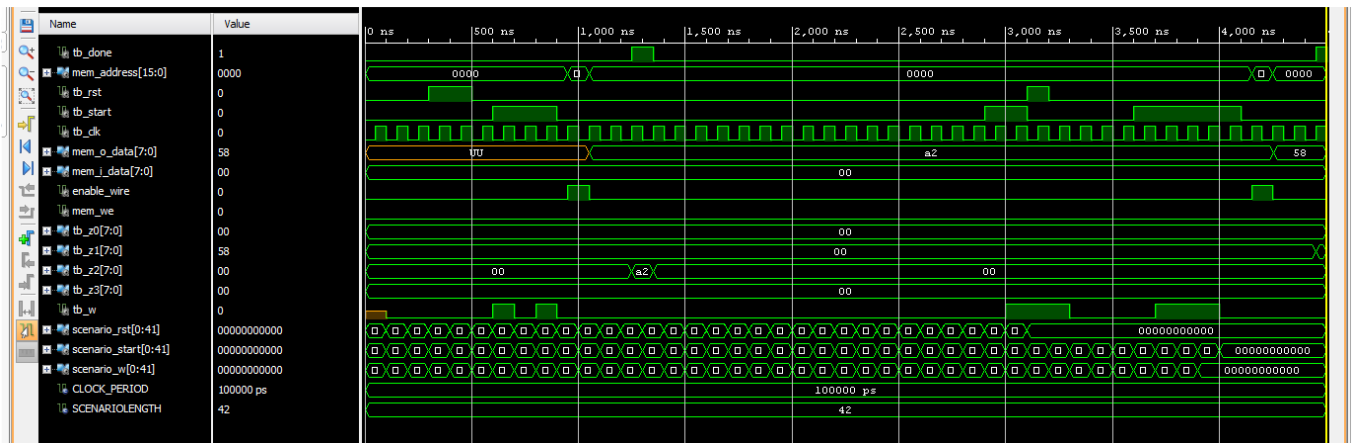 Name Value
0 ns 500 ns 1,000 ns 1,500 ns 2,000 ns 2,500 ns 3,000 ns 3,500 ns 4,000 ns
tb_done 1
mem_address[15:0] 0000 0000 0000 0000
tb_rst 0
tb_start 0
tb_clk 0
mem_o_data[7:0] 58 UU a2 58
mem_i_data[7:0] 00 00
enable_wire 0
mem_we 0
tb_z0[7:0] 00 00
tb_z1[7:0] 58 00
tb_z2[7:0] 00 00 a2 00
tb_z3[7:0] 00 00
tb_w 0
scenario_rst[0:41] 00000000000 00000000000
scenario_start[0:41] 00000000000 00000000000
scenario_w[0:41] 00000000000 00000000000
CLOCK_PERIOD 100000 ps 100000 ps
SCENARIOLENGTH 42 42